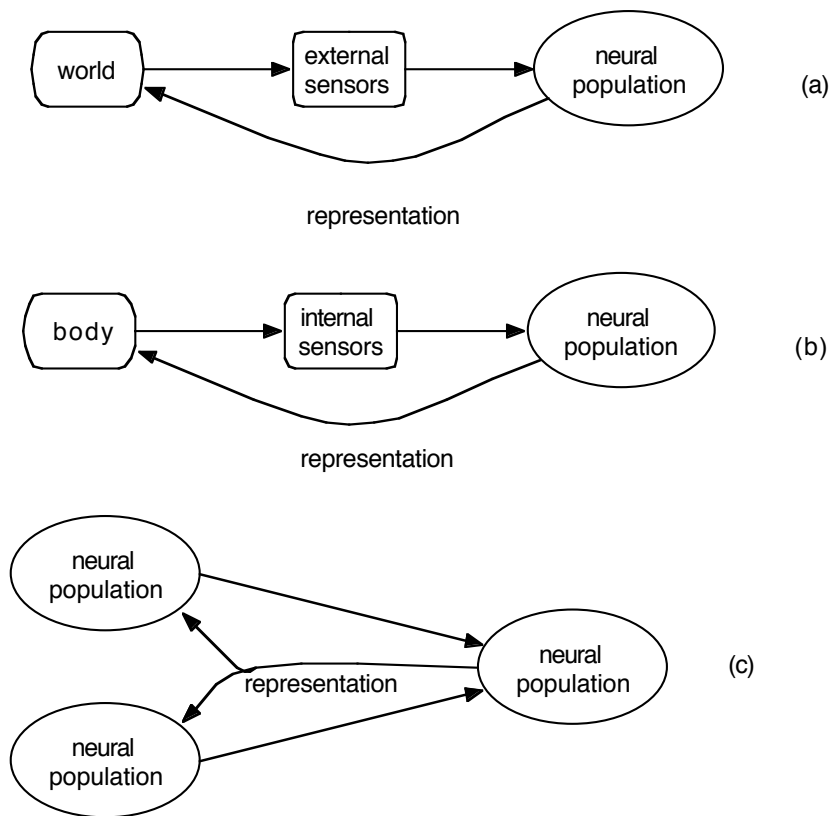 world
external
sensors
neural
population
(a)
representation
body
internal
sensors
neural
population
(b)
representation
neural
population
neural
population
(c)
representation
neural
population